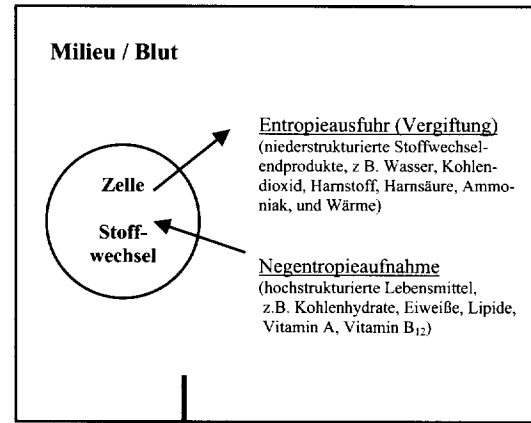 Milieu / Blut
Entropieausfuhr (Vergiftung)
(niederstrukturierte Stoffwechsel-
endprodukte, z B. Wasser, Kohlen-
dioxid, Harnstoff, Harnsäure, Ammo-
niak, und Wärme)
Zelle
Stoff-
wechsel
Negentropieaufnahme
(hochstrukturierte Lebensmittel,
z.B. Kohlenhydrate, Eiweiße, Lipide,
Vitamin A, Vitamin B₁₂)